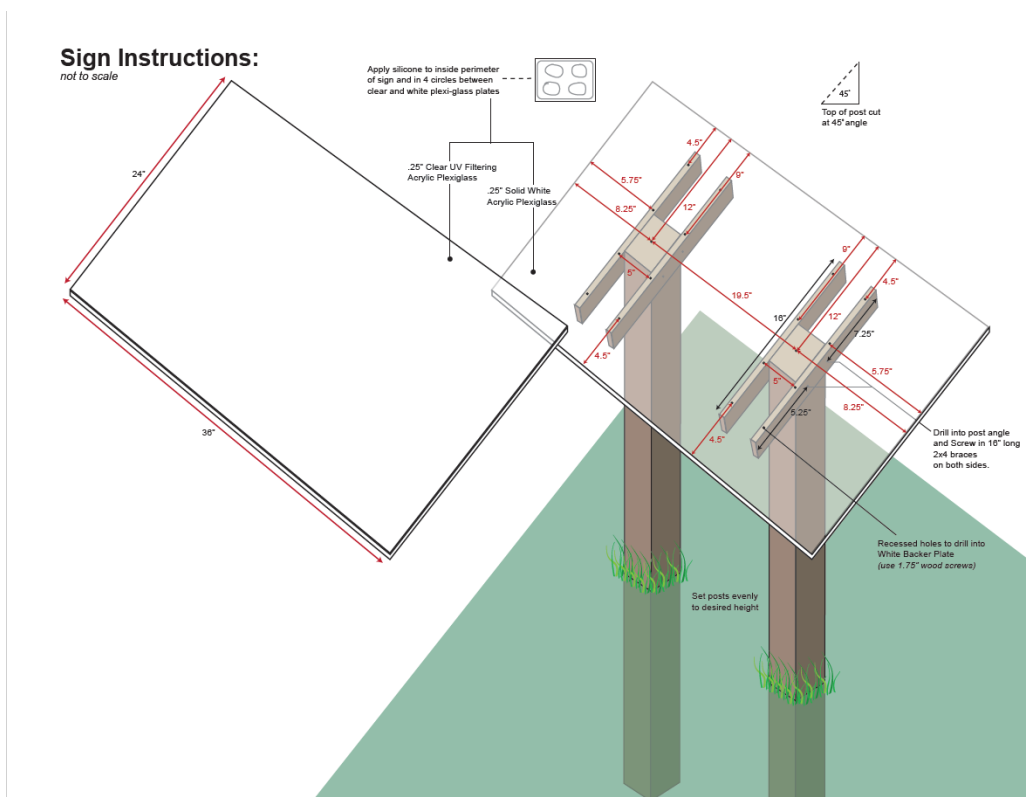 Sign Instructions:
not to scale
Apply silicone to inside perimeter
of sign and in 4 circles between
clear and white plexi-glass plates
45°
Top of post cut
at 45° angle
.25" Clear UV Filtering
Acrylic Plexiglass
.25" Solid White
Acrylic Plexiglass
24"
36"
4.5"
5.75"
9"
8.25"
12"
5"
19.5"
4.5"
9"
4.5"
16"
12"
7.25"
5.75"
5"
8.25"
5.25"
4.5"
Drill into post angle
and Screw in 16" long
2x4 braces
on both sides.
Recessed holes to drill into
White Backer Plate
(use 1.75" wood screws)
Set posts evenly
to desired height